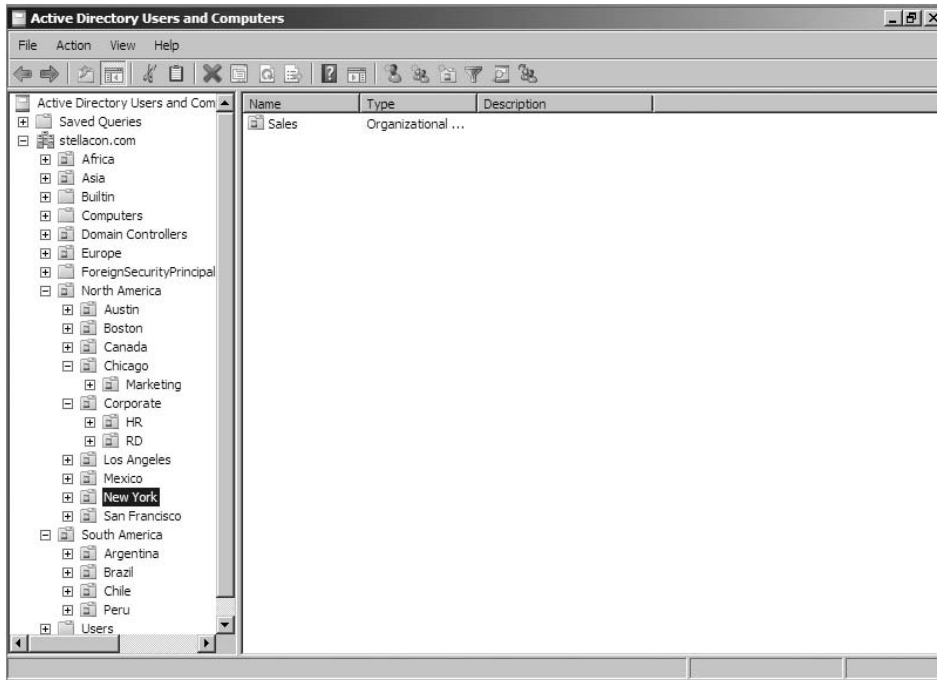 Active Directory Users and Computers
File Action View Help
Active Directory Users and Com
Saved Queries
stellacon.com
Africa
Asia
Builtin
Computers
Domain Controllers
Europe
ForeignSecurityPrincipal
North America
Austin
Boston
Canada
Chicago
Marketing
Corporate
HR
RD
Los Angeles
Mexico
New York
San Francisco
South America
Argentina
Brazil
Chile
Peru
Users
Name Type Description
Sales Organizational ...